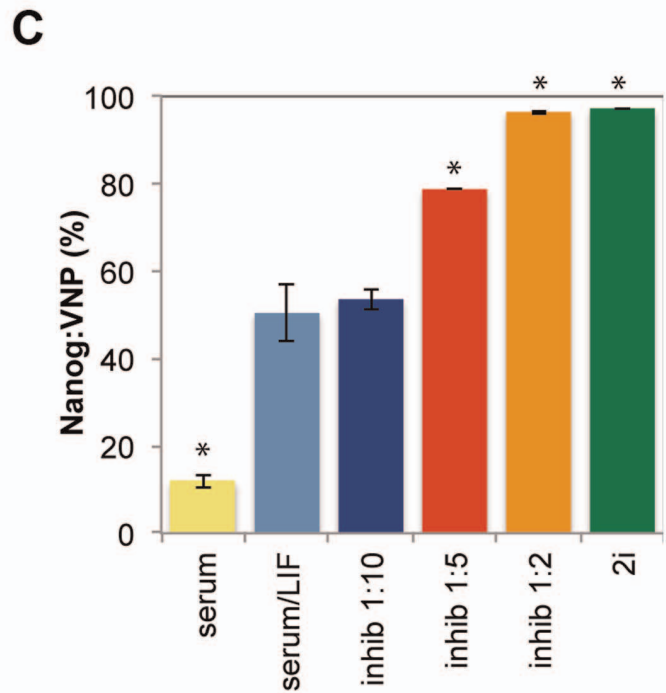 C
Nanog:VNP (%)
100
80
60
40
20
0
*
*
*
*
serum
serum/LIF
inhib 1:10
inhib 1:5
inhib 1:2
2i